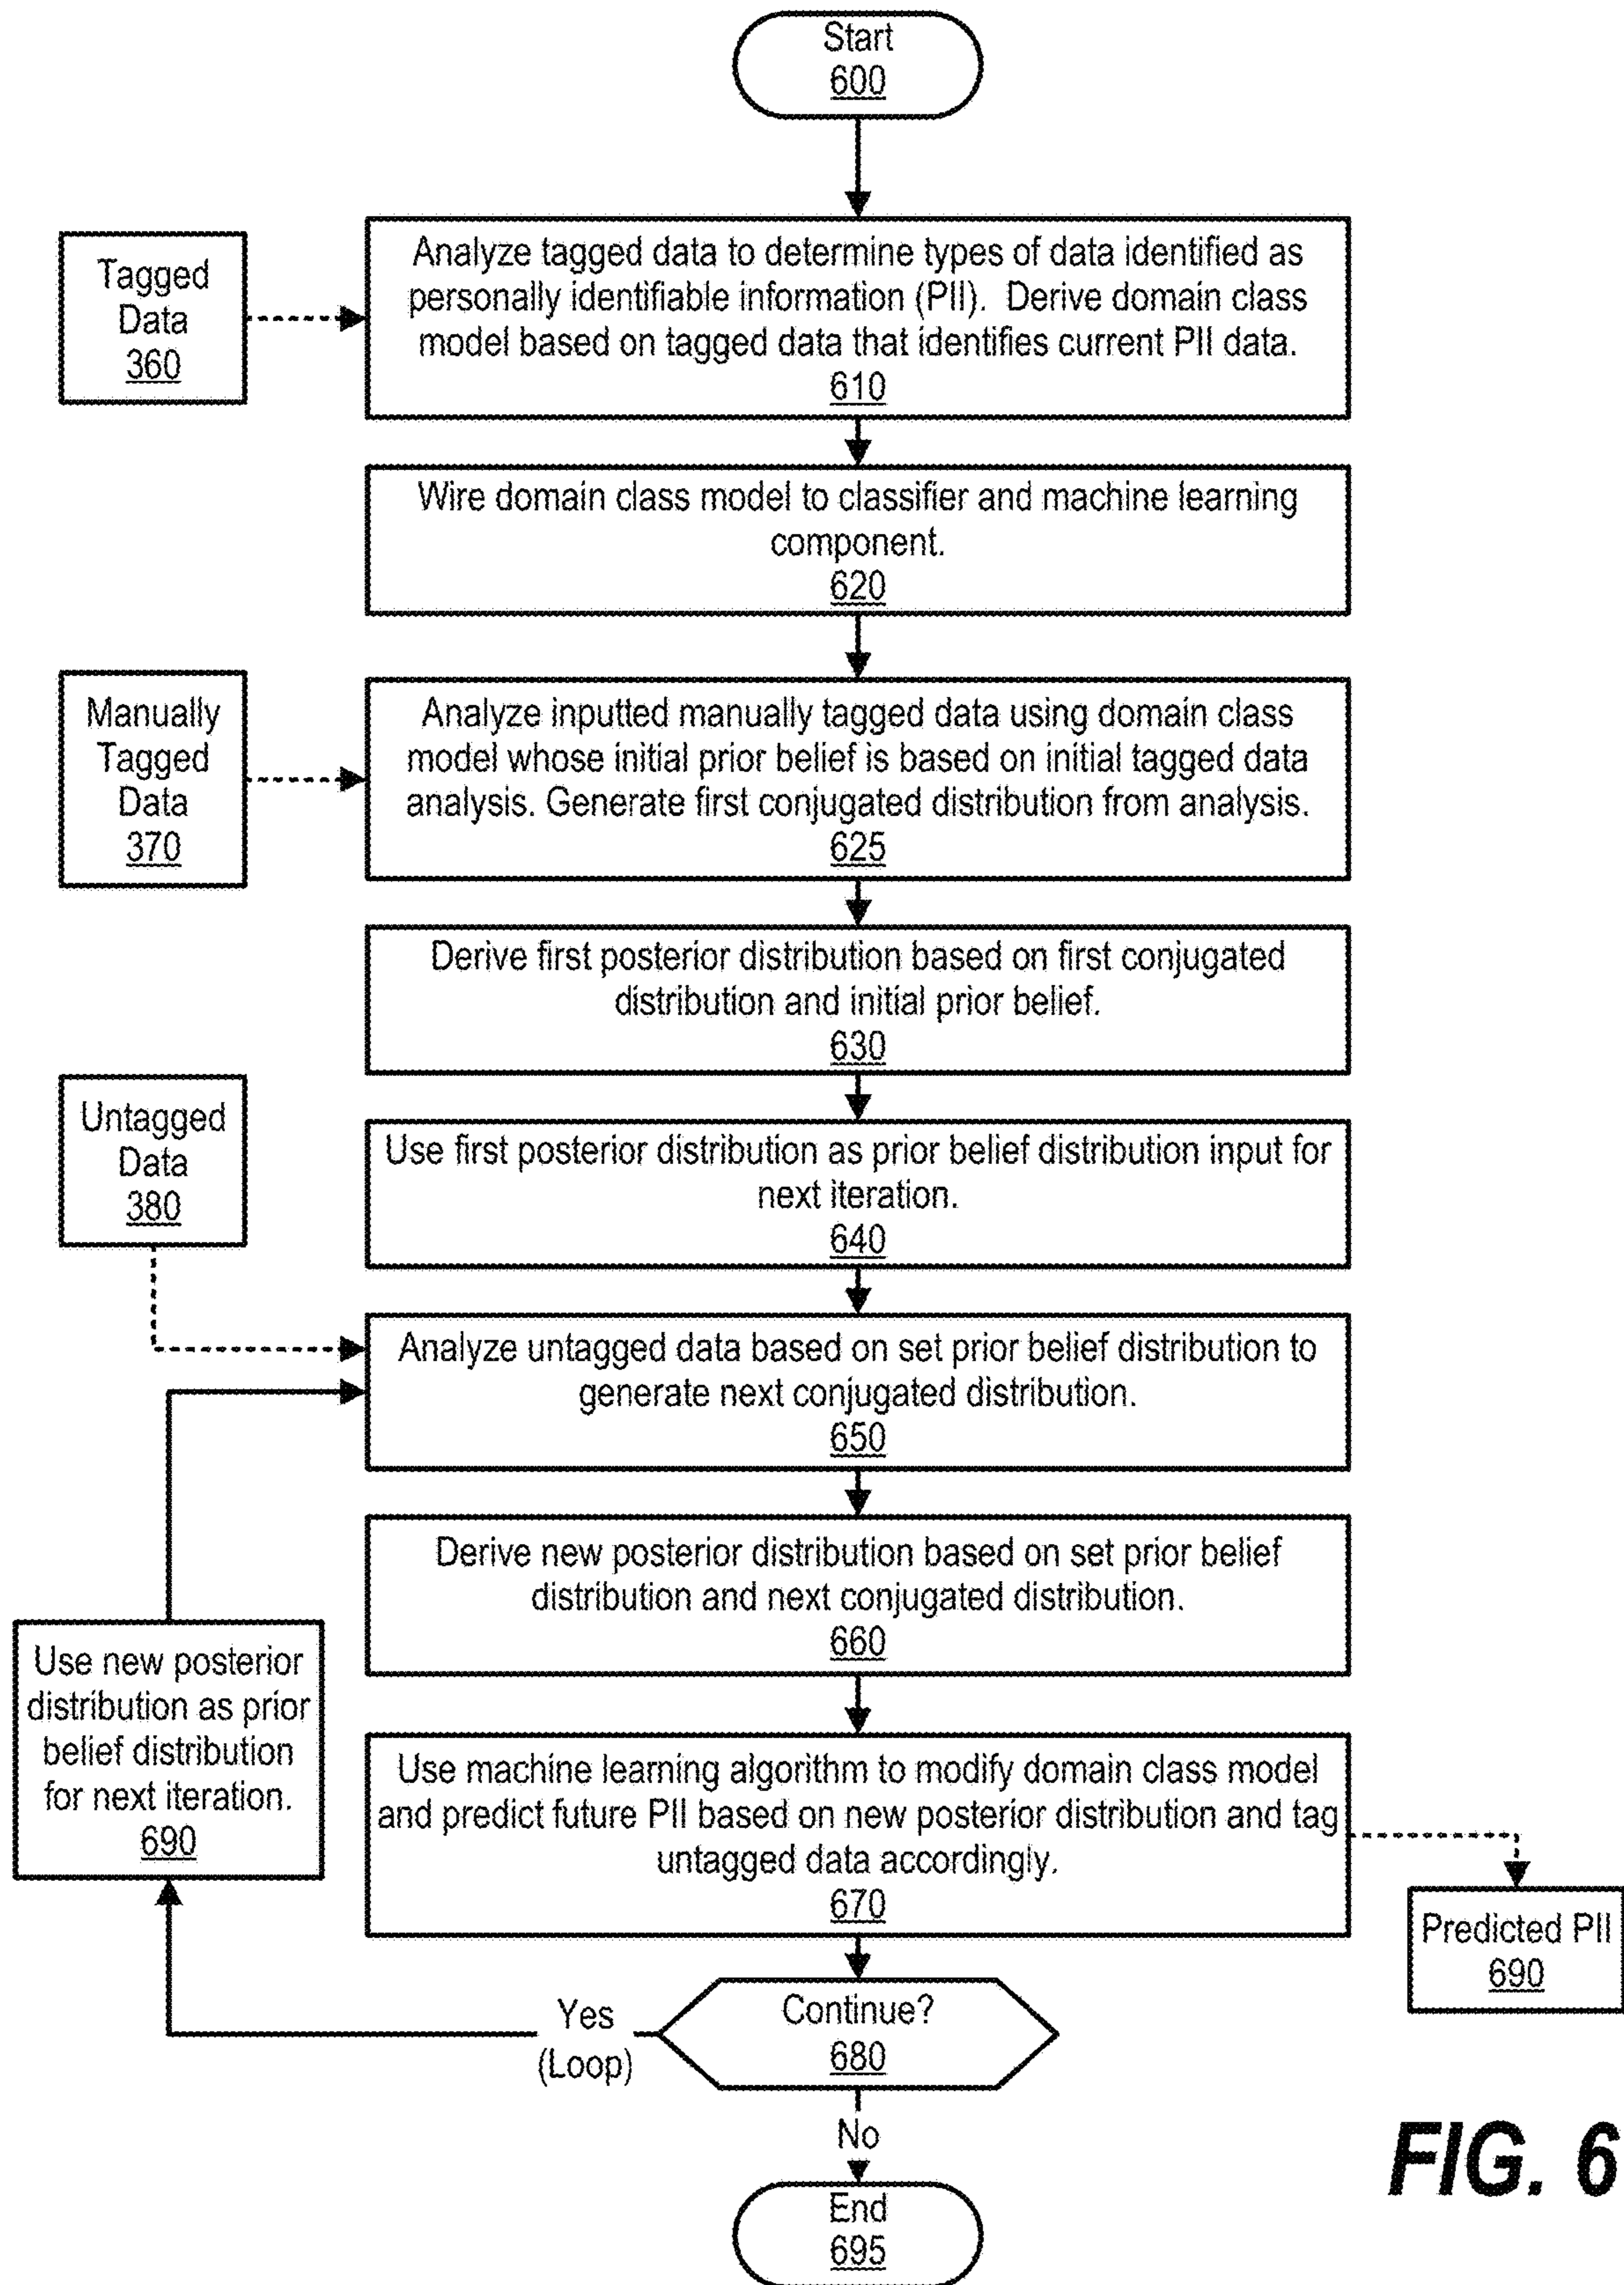 Start
600
Tagged
Data
360
Analyze tagged data to determine types of data identified as
personally identifiable information (PII). Derive domain class
model based on tagged data that identifies current PII data.
610
Wire domain class model to classifier and machine learning
component.
620
Manually
Tagged
Data
370
Analyze inputted manually tagged data using domain class
model whose initial prior belief is based on initial tagged data
analysis. Generate first conjugated distribution from analysis.
625
Derive first posterior distribution based on first conjugated
distribution and initial prior belief.
630
Untagged
Data
380
Use first posterior distribution as prior belief distribution input for
next iteration.
640
Analyze untagged data based on set prior belief distribution to
generate next conjugated distribution.
650
Derive new posterior distribution based on set prior belief
distribution and next conjugated distribution.
660
Use new posterior
distribution as prior
belief distribution
for next iteration.
690
Use machine learning algorithm to modify domain class model
and predict future PII based on new posterior distribution and tag
untagged data accordingly.
670
Predicted PII
690
Continue?
680
Yes
(Loop)
No
End
695
FIG. 6